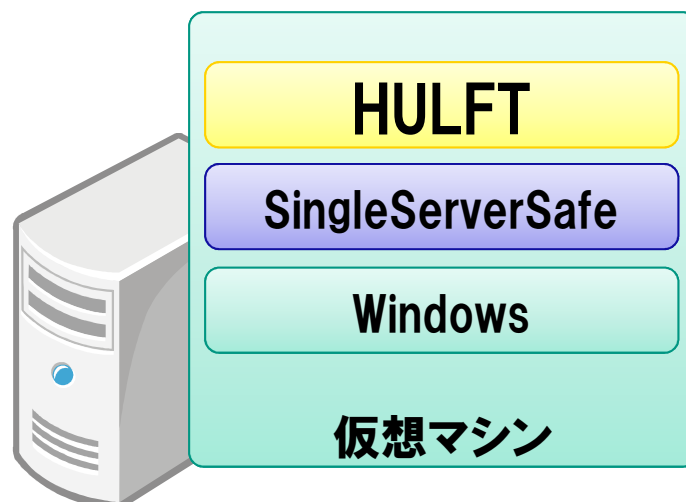 HULFT
SingleServerSafe
Windows
仮想マシン